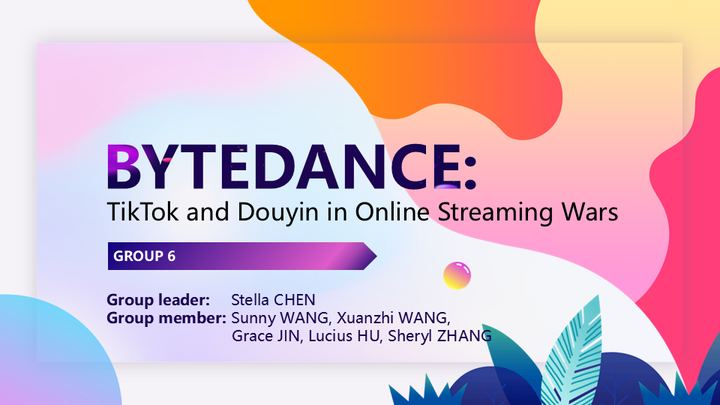 BYTEDANCE:
TikTok and Douyin in Online Streaming Wars
GROUP 6
Group leader: Stella CHEN
Group member: Sunny WANG, Xuanzhi WANG,
Grace JIN, Lucius HU, Sheryl ZHANG